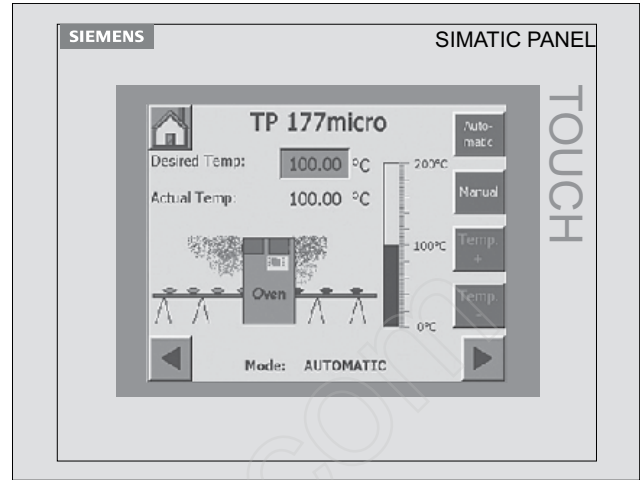 SIEMENS
SIMATIC PANEL
TOUCH
TP 177micro
Auto-
matic
Desired Temp: 100.00 °C
200°C
Manual
Actual Temp: 100.00 °C
100°C
Temp.
+
Oven
Temp.
-
0°C
Mode: AUTOMATIC
com